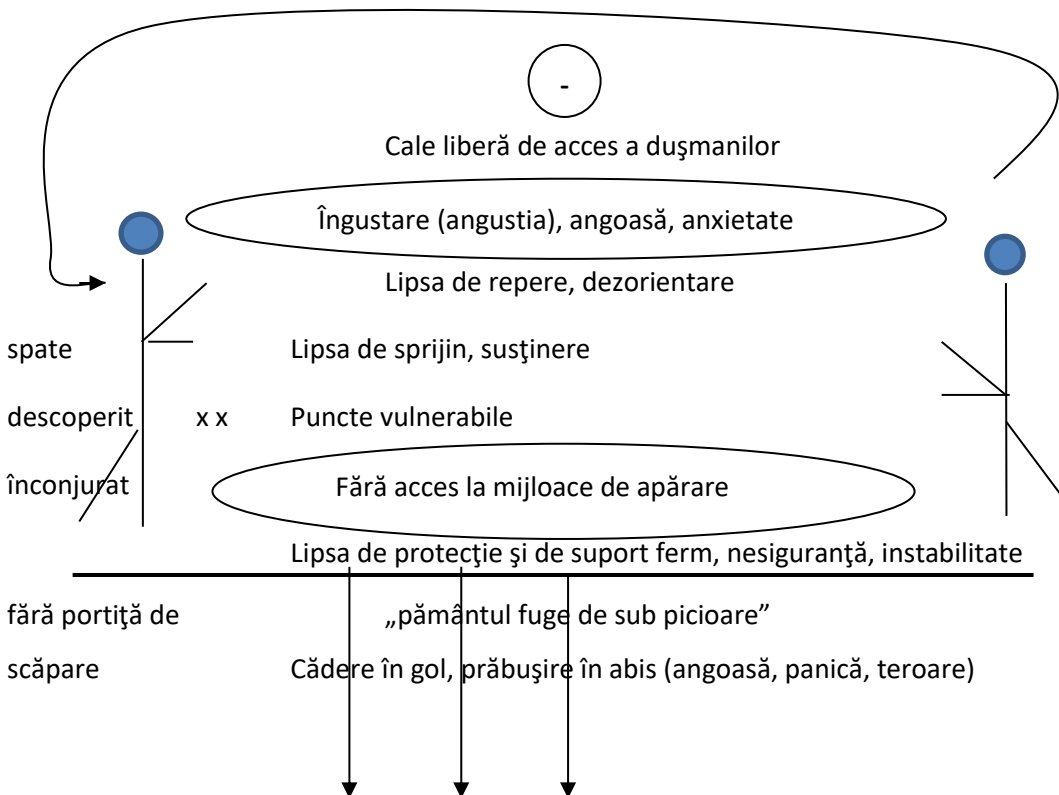 -
Cale liberă de acces a duşmanilor
Îngustare (angustia), angoasă, anxietate
Lipsa de repere, dezorientare
spate Lipsa de sprijin, susţinere
descoperit x x Puncte vulnerabile
înconjurat Fără acces la mijloace de apărare
Lipsa de protecţie şi de suport ferm, nesiguranţă, instabilitate
fără portiţă de „pământul fuge de sub picioare”
scăpare Cădere în gol, prăbuşire în abis (angoasă, panică, teroare)